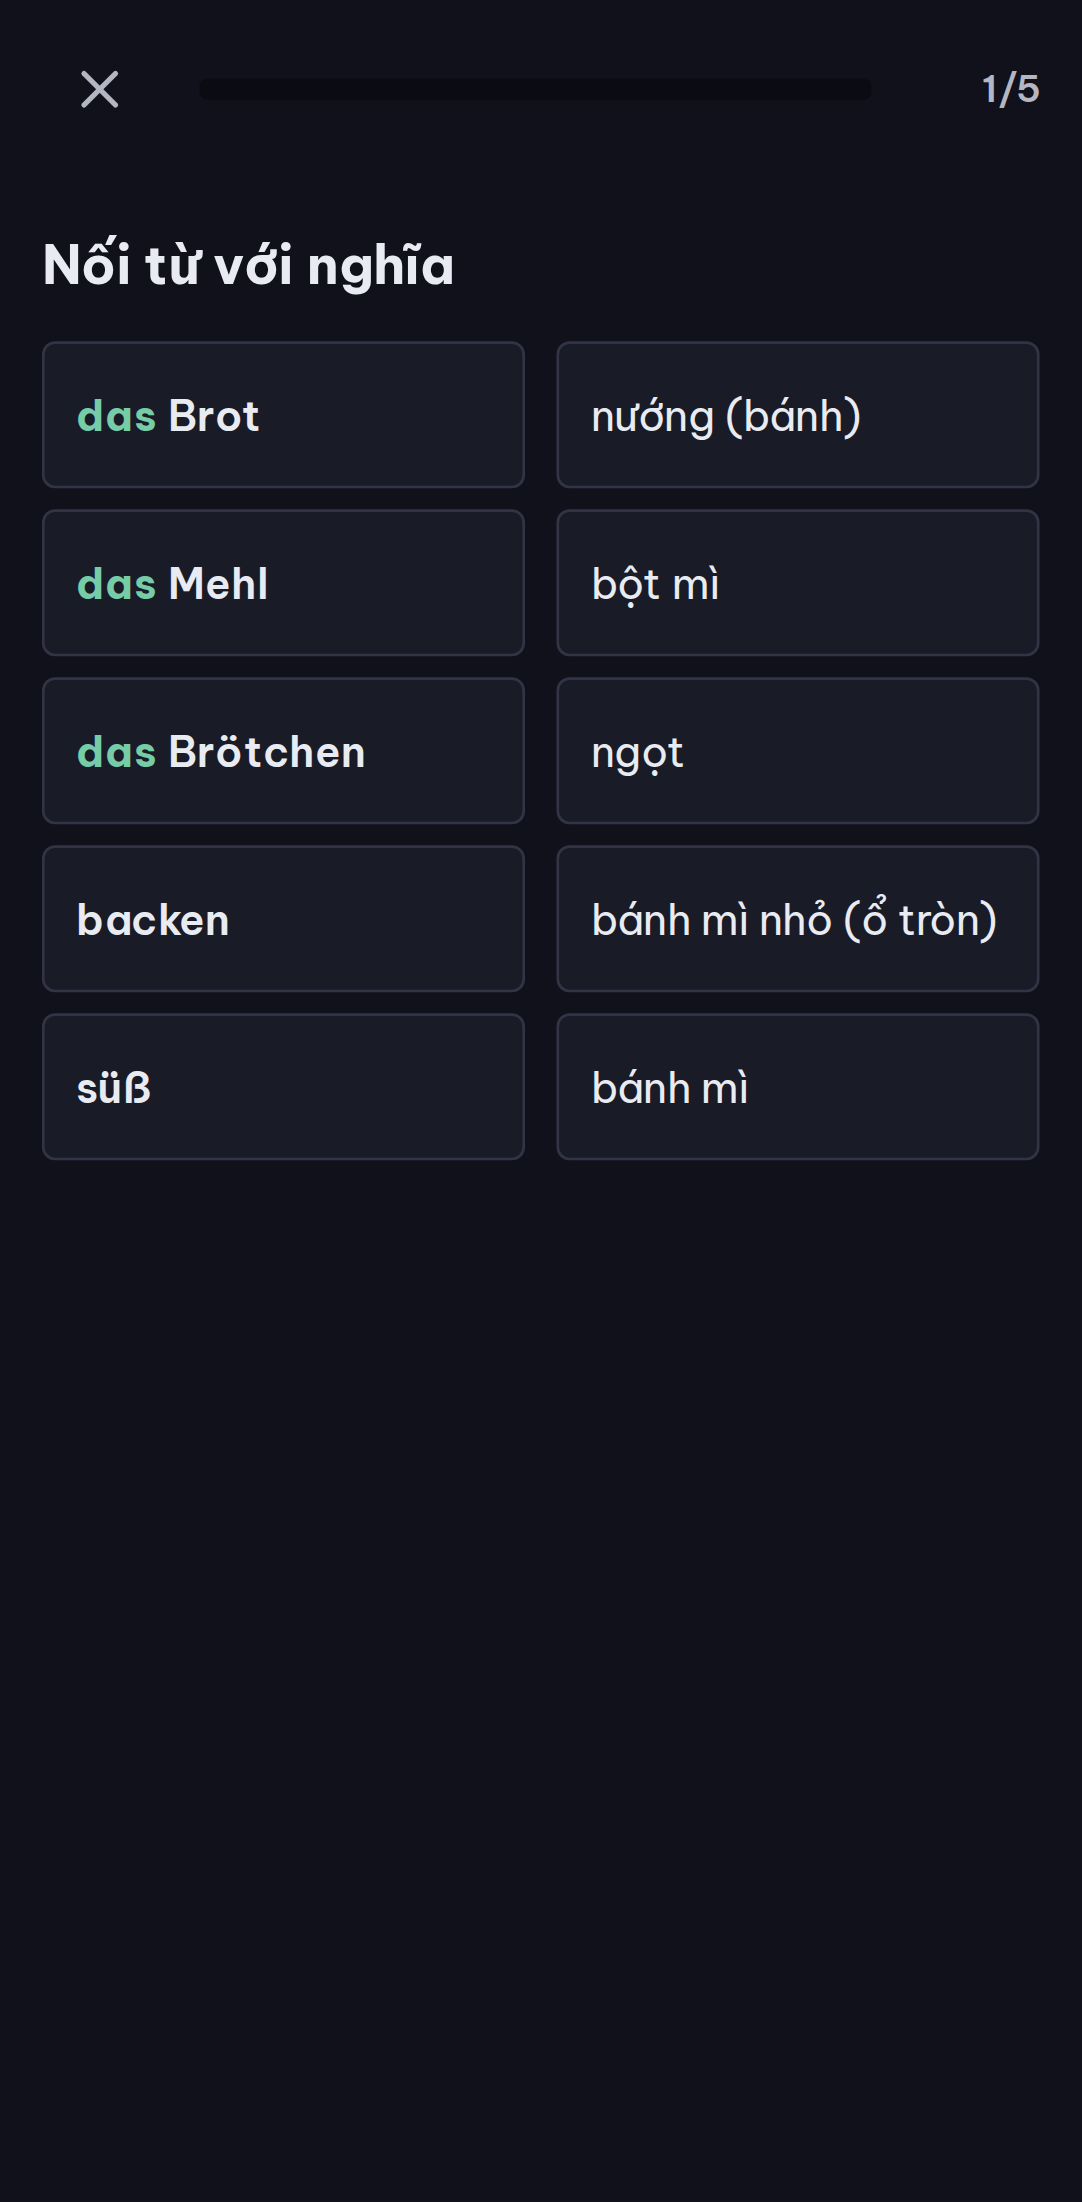 1/5
Nối từ với nghĩa
das Brot
nướng (bánh)
das Mehl
bột mì
das Brötchen
ngọt
backen
bánh mì nhỏ (ổ tròn)
süß
bánh mì